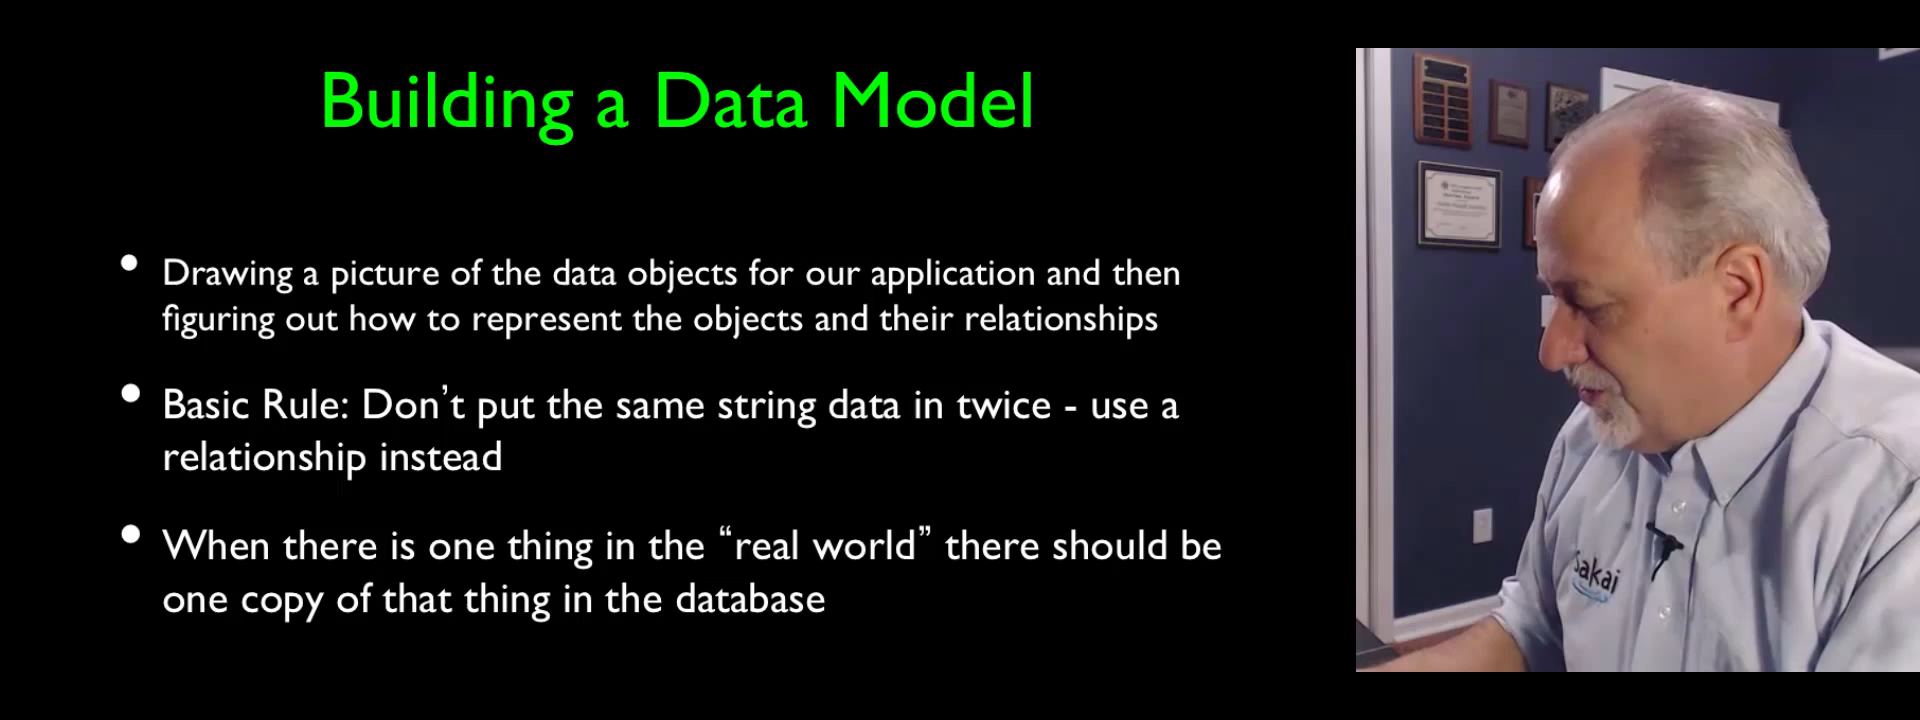 Building a Data Model
• Drawing a picture of the data objects for our application and then
figuring out how to represent the objects and their relationships
• Basic Rule: Don’t put the same string data in twice - use a
relationship instead
• When there is one thing in the “real world” there should be
one copy of that thing in the database
Sakai